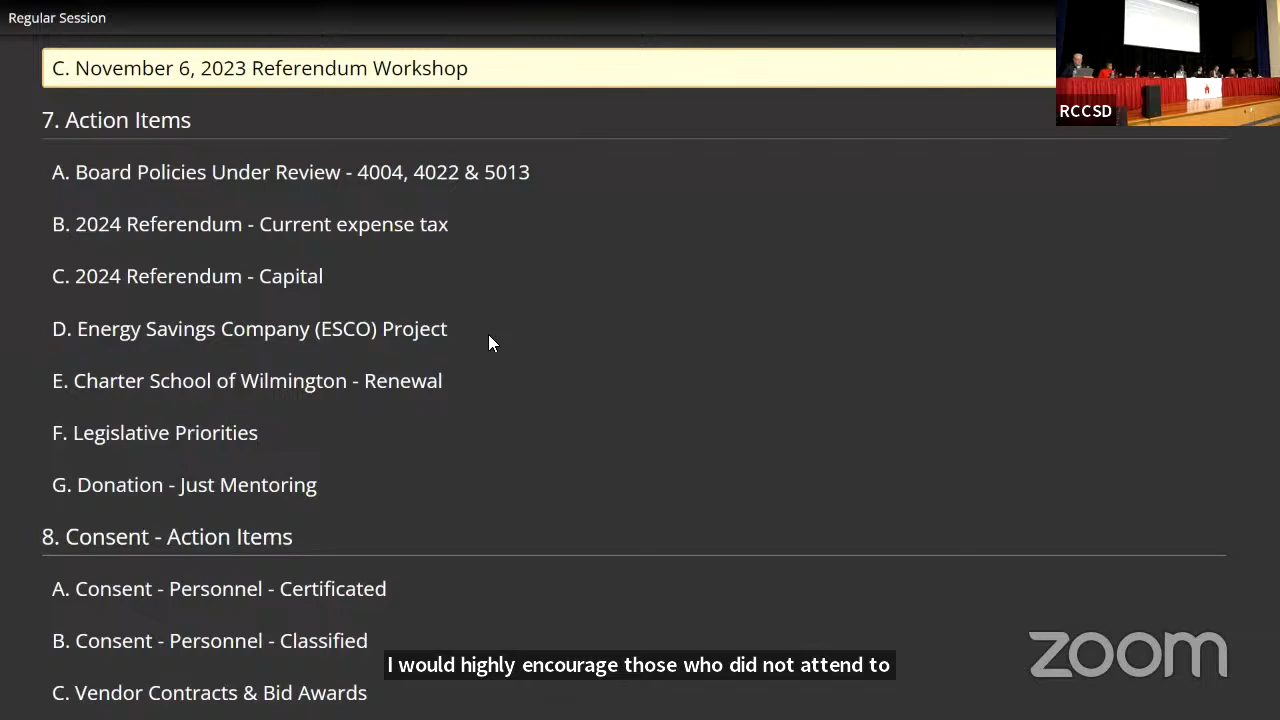 Regular Session
C. November 6, 2023 Referendum Workshop
RCCSD
7. Action Items
A. Board Policies Under Review - 4004, 4022 & 5013
B. 2024 Referendum - Current expense tax
C. 2024 Referendum - Capital
D. Energy Savings Company (ESCO) Project
E. Charter School of Wilmington - Renewal
F. Legislative Priorities
G. Donation - Just Mentoring
8. Consent - Action Items
A. Consent - Personnel - Certificated
B. Consent - Personnel - Classified
I would highly encourage those who did not attend to
zoom
C. Vendor Contracts & Bid Awards